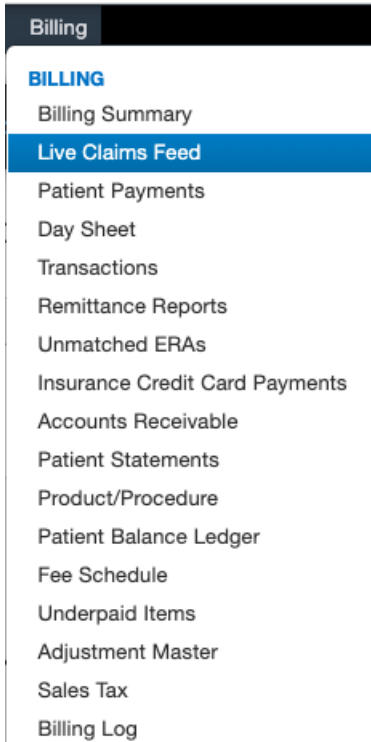 Billing
BILLING
Billing Summary
Live Claims Feed
Patient Payments
Day Sheet
Transactions
Remittance Reports
Unmatched ERAs
Insurance Credit Card Payments
Accounts Receivable
Patient Statements
Product/Procedure
Patient Balance Ledger
Fee Schedule
Underpaid Items
Adjustment Master
Sales Tax
Billing Log